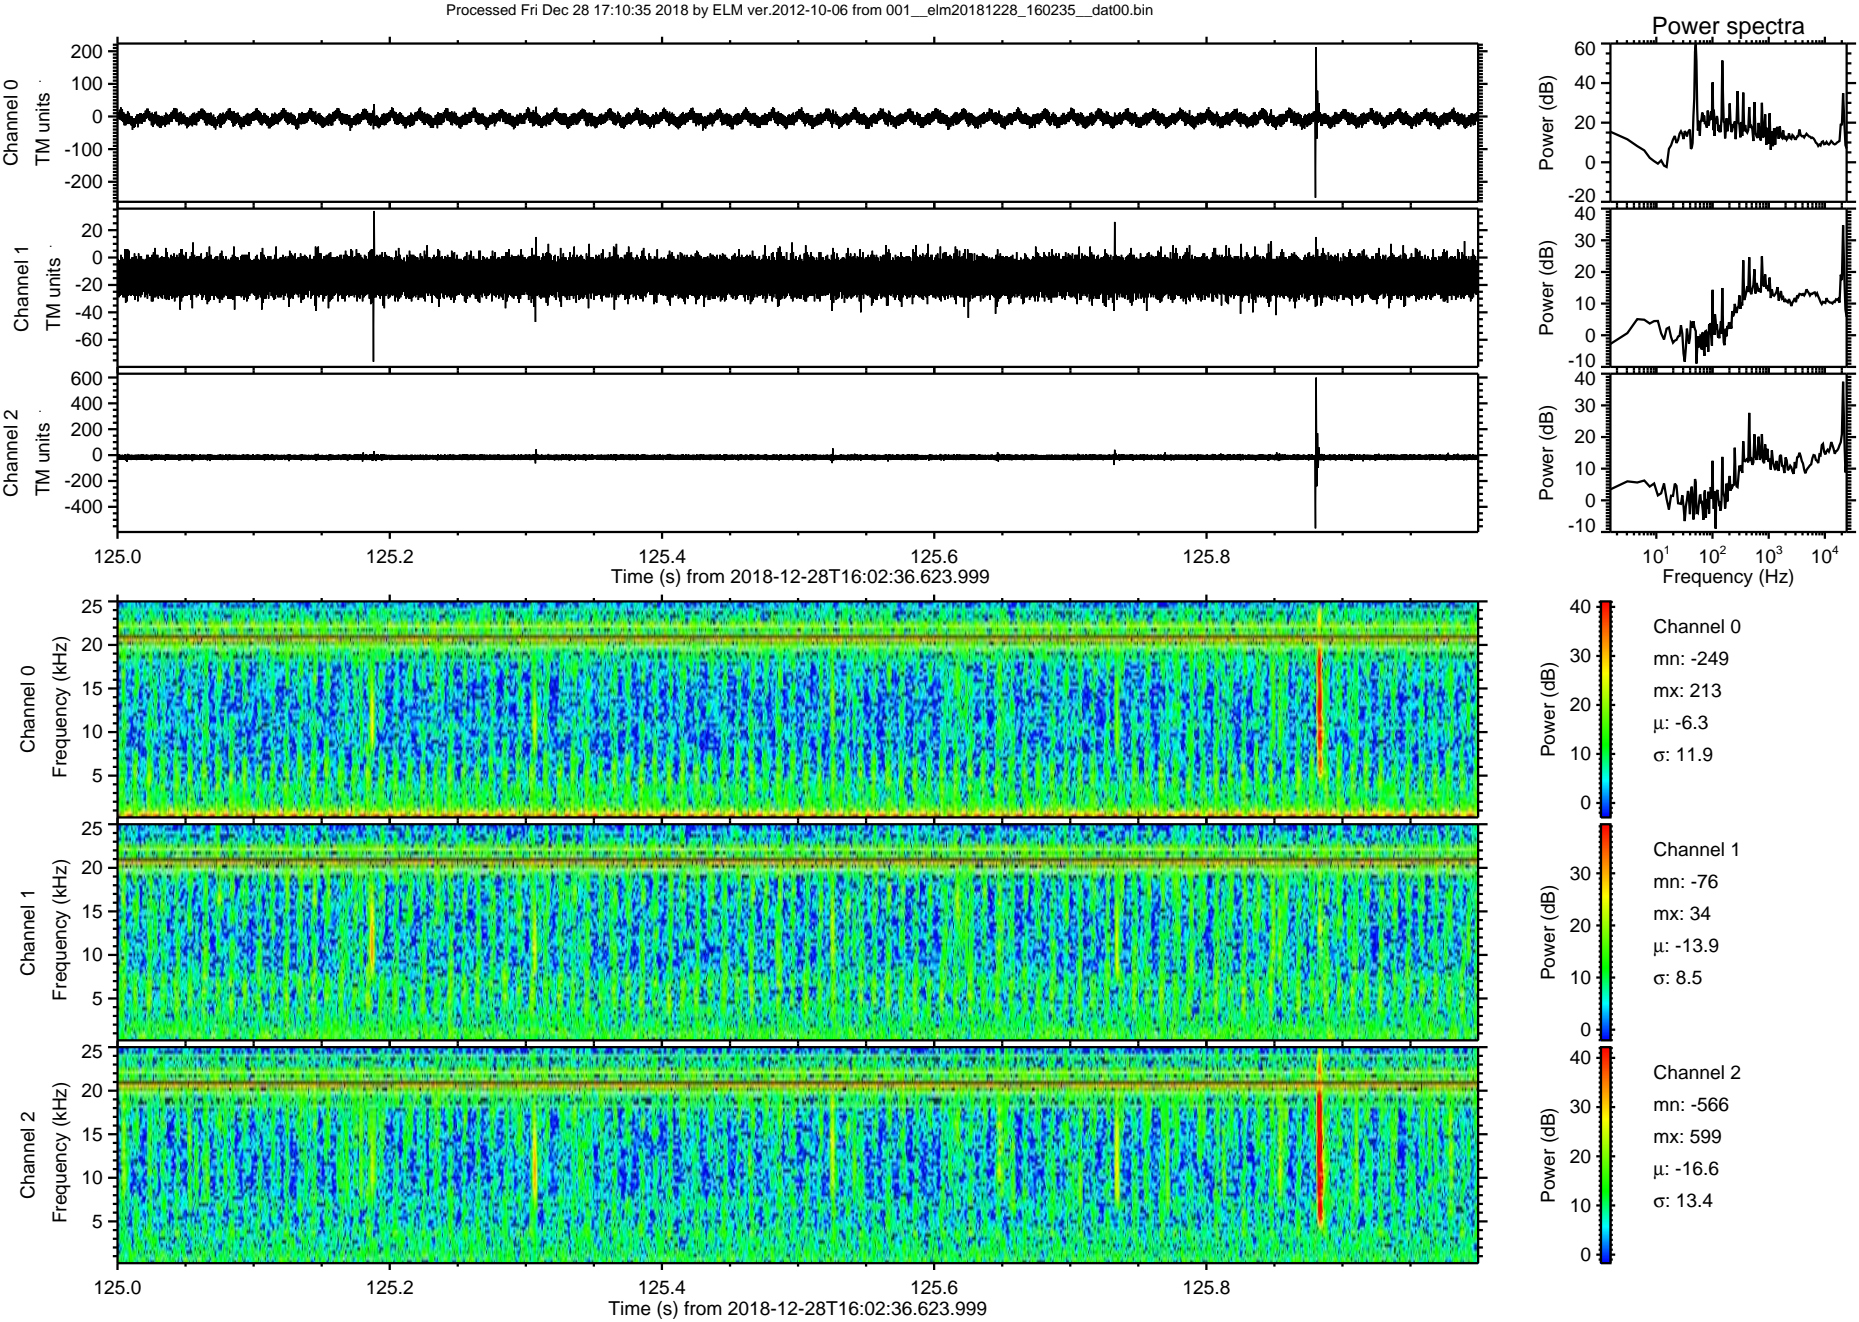 Processed Fri Dec 28 17:10:35 2018 by ELM ver.2012-10-06 from 001__elm20181228_160235__dat00.bin
Power spectra
Channel 0
TM units
200
100
0
-100
-200
Power (dB)
60
40
20
0
-20
Channel 1
TM units
20
0
-20
-40
-60
Power (dB)
40
30
20
10
0
-10
Channel 2
TM units
600
400
200
0
-200
-400
Power (dB)
40
30
20
10
0
-10
125.0 125.2 125.4 125.6 125.8
Time (s) from 2018-12-28T16:02:36.623.999
10¹ 10² 10³ 10⁴
Frequency (Hz)
Channel 0
Frequency (kHz)
25
20
15
10
5
Power (dB)
40
30
20
10
0
Channel 0
mn: -249
mx: 213
µ: -6.3
σ: 11.9
Channel 1
Frequency (kHz)
25
20
15
10
5
Power (dB)
30
20
10
0
Channel 1
mn: -76
mx: 34
µ: -13.9
σ: 8.5
Channel 2
Frequency (kHz)
25
20
15
10
5
Power (dB)
40
30
20
10
0
Channel 2
mn: -566
mx: 599
µ: -16.6
σ: 13.4
125.0 125.2 125.4 125.6 125.8
Time (s) from 2018-12-28T16:02:36.623.999